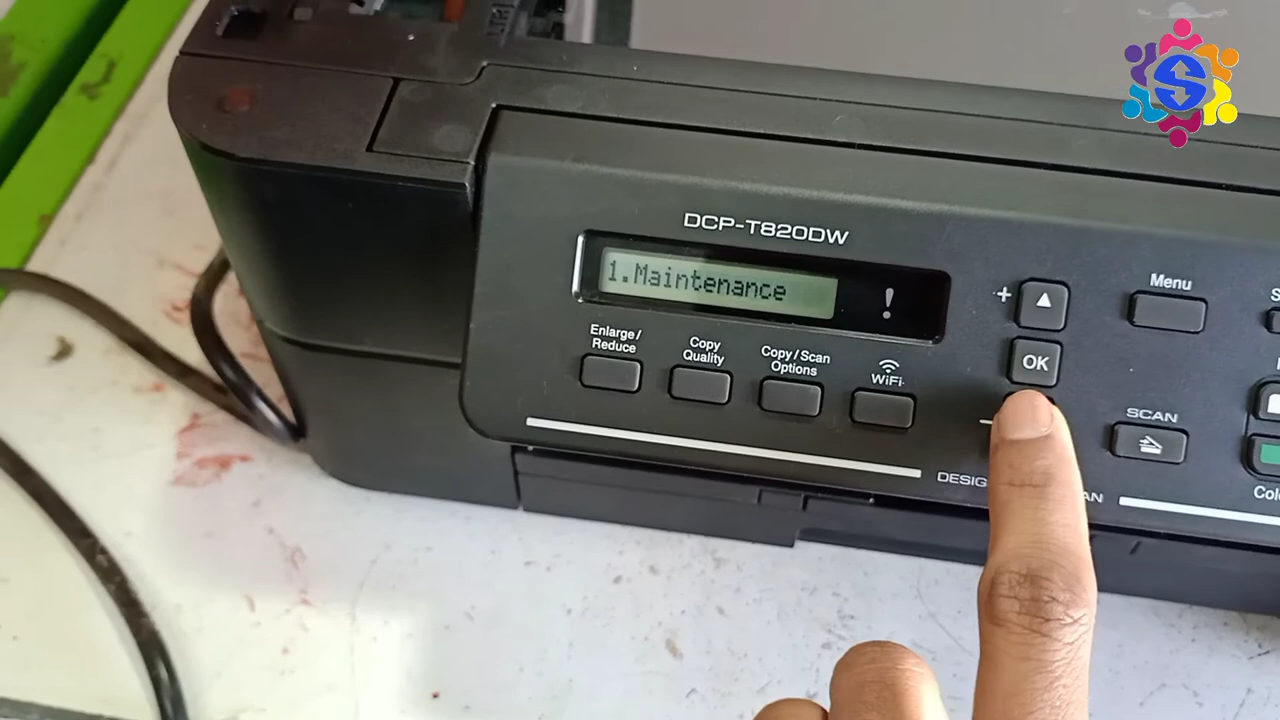 DCP-T820DW
1.Maintenance
!
+
Menu
OK
Enlarge/
Reduce
Copy
Quality
Copy/Scan
Options
WiFi
SCAN
S